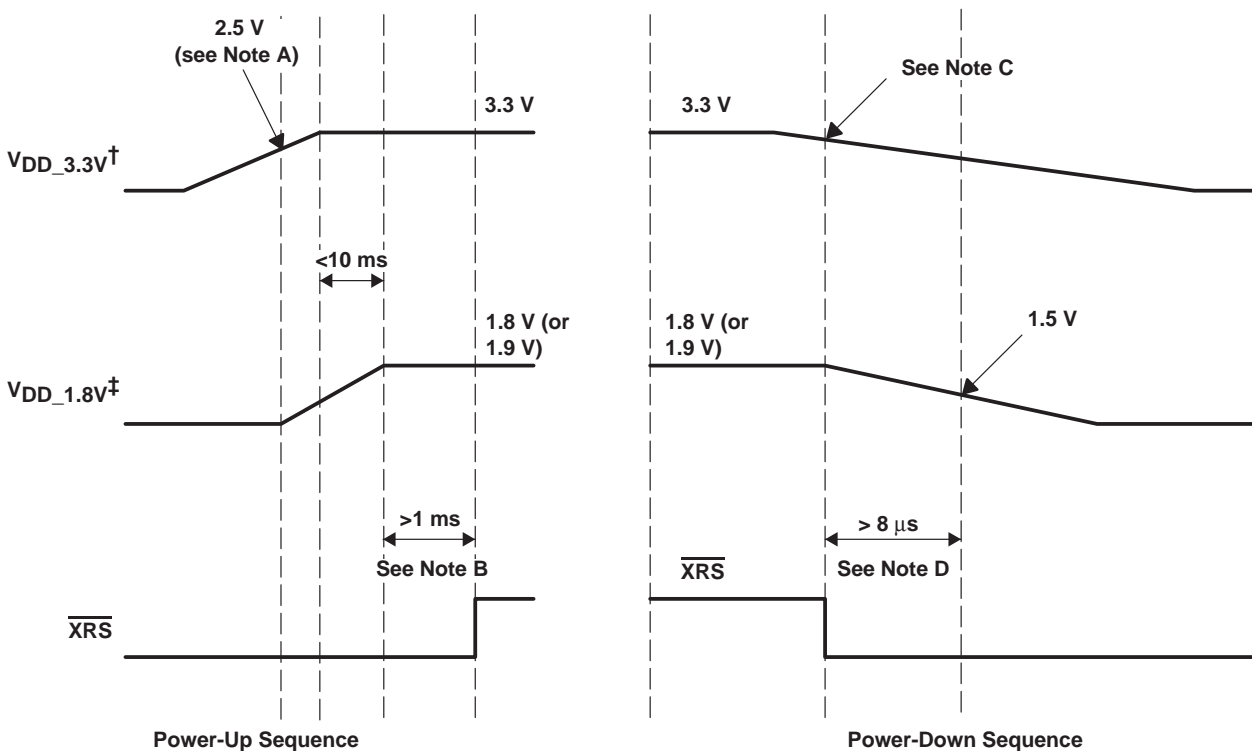 2.5 V
(see Note A)
See Note C
3.3 V
3.3 V
VDD_3.3V†
<10 ms
1.8 V (or
1.9 V)
1.8 V (or
1.9 V)
1.5 V
VDD_1.8V‡
>1 ms
See Note B
> 8 μs
See Note D
XRS
XRS
Power-Up Sequence
Power-Down Sequence